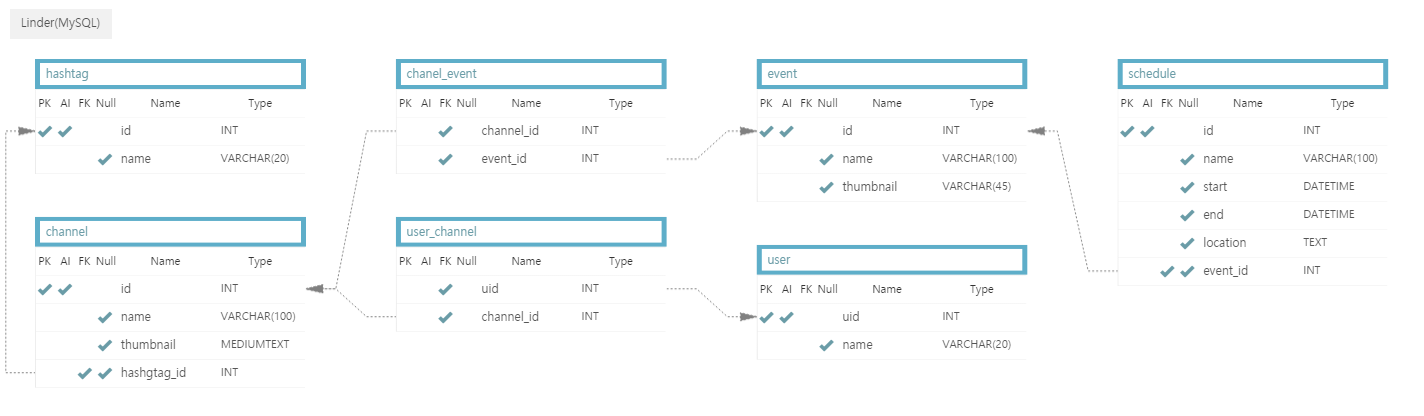 Linder(MySQL)
hashtag
PK AI FK Null Name Type
id INT
name VARCHAR(20)
channel
PK AI FK Null Name Type
id INT
name VARCHAR(100)
thumbnail MEDIUMTEXT
hashgtag_id INT
chanel_event
PK AI FK Null Name Type
channel_id INT
event_id INT
user_channel
PK AI FK Null Name Type
uid INT
channel_id INT
event
PK AI FK Null Name Type
id INT
name VARCHAR(100)
thumbnail VARCHAR(45)
user
PK AI FK Null Name Type
uid INT
name VARCHAR(20)
schedule
PK AI FK Null Name Type
id INT
name VARCHAR(100)
start DATETIME
end DATETIME
location TEXT
event_id INT